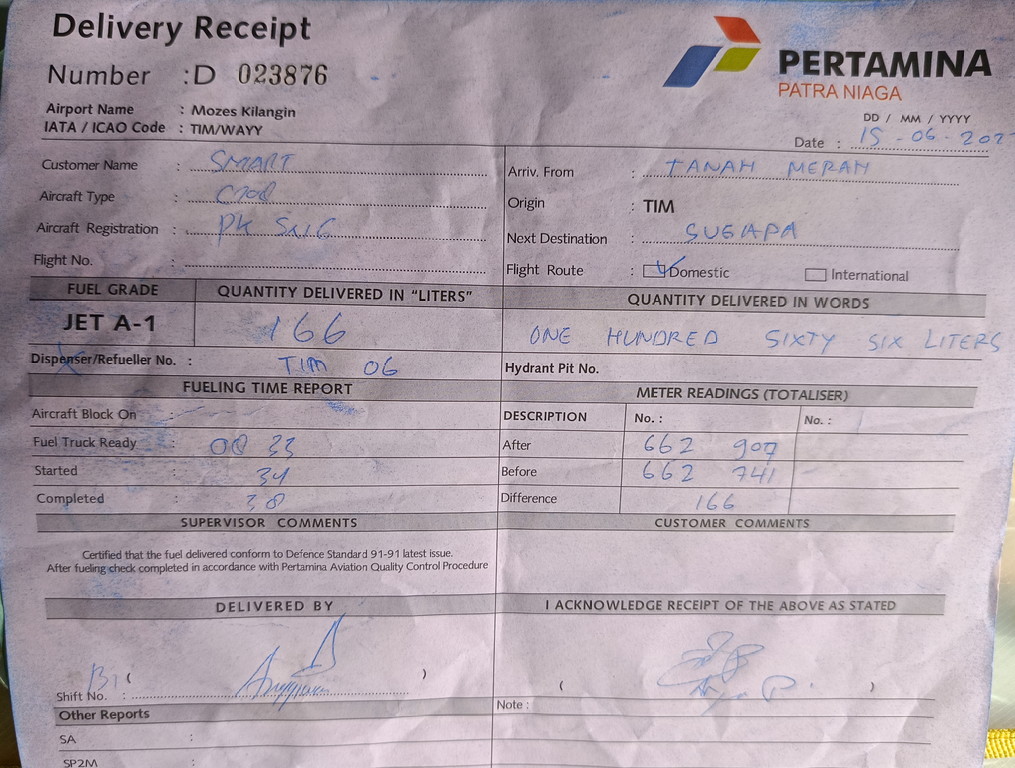 Delivery Receipt
Number :D 023876
PERTAMINA
PATRA NIAGA
Airport Name : Mozes Kilangin
IATA / ICAO Code : TIM/WAYY
DD / MM / YYYY
Date : 15 - 06 - 202
Customer Name : SMART
Arriv. From : TANAH MERAH
Aircraft Type : C208
Origin : TIM
Aircraft Registration : PK
Next Destination : SUGAPA
Flight No. :
Flight Route : Domestic International
FUEL GRADE QUANTITY DELIVERED IN "LITERS" QUANTITY DELIVERED IN WORDS
JET A-1 166 ONE HUNDRED SIXTY SIX LITERS
Dispenser/Refueller No. : TIM 06
Hydrant Pit No.
FUELING TIME REPORT METER READINGS (TOTALISER)
Aircraft Block On :
DESCRIPTION No. : No. :
Fuel Truck Ready : 00 33
After 662 907
Started : 34
Before 662 741
Completed : 38
Difference 166
SUPERVISOR COMMENTS CUSTOMER COMMENTS
Certified that the fuel delivered conform to Defence Standard 91-91 latest issue.
After fueling check completed in accordance with Pertamina Aviation Quality Control Procedure
DELIVERED BY I ACKNOWLEDGE RECEIPT OF THE ABOVE AS STATED
( ) ( )
Shift No. :
Note :
Other Reports
SA :
SP2M :